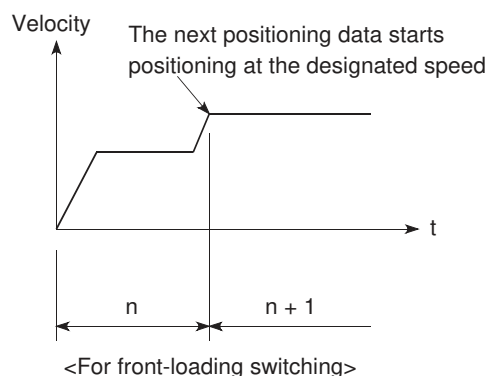 Velocity
The next positioning data starts
positioning at the designated speed
t
n
n + 1
<For front-loading switching>